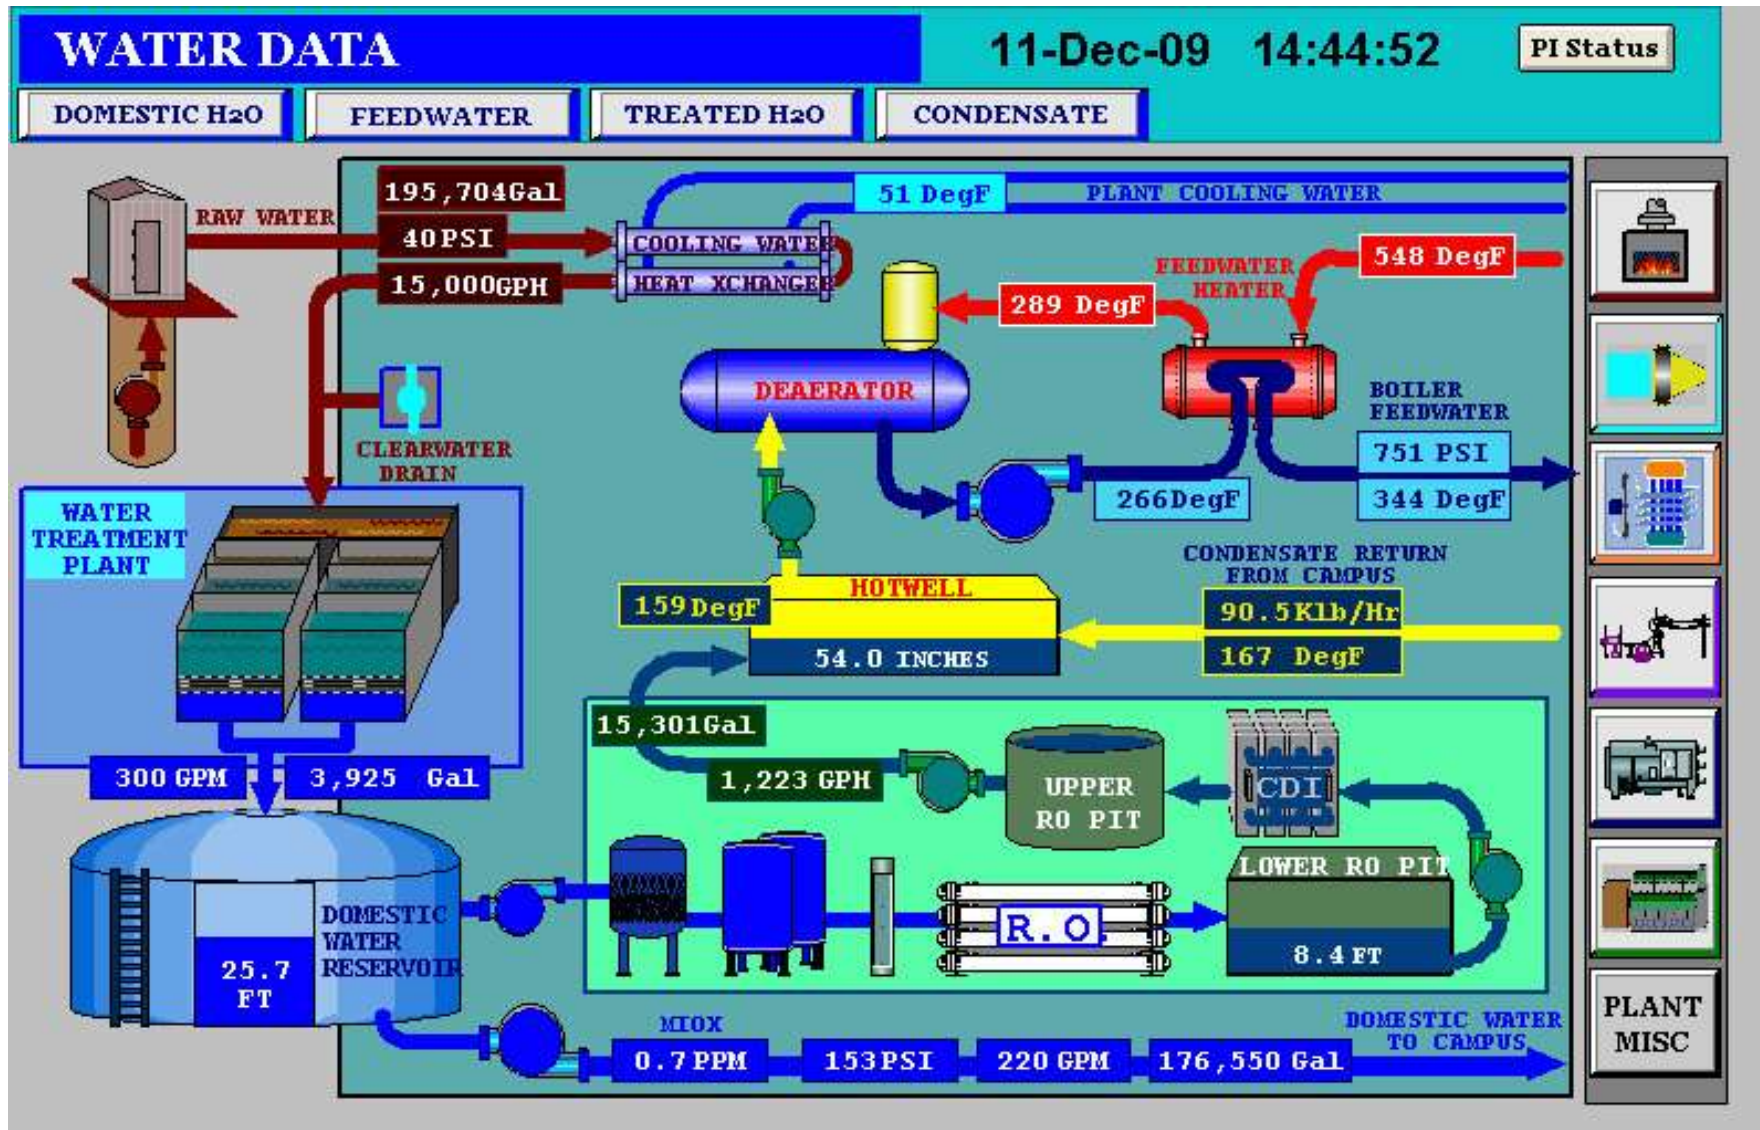 WATER DATA
11-Dec-09 14:44:52
PI Status
DOMESTIC H2O
FEEDWATER
TREATED H2O
CONDENSATE
RAW WATER
195,704Gal
40PSI
15,000GPH
COOLING WATER
HEAT XCHANGER
51 DegF
PLANT COOLING WATER
548 DegF
FEEDWATER
HEATER
289 DegF
DEAERATOR
BOILER
FEEDWATER
751 PSI
344 DegF
266DegF
CLEARWATER
DRAIN
WATER
TREATMENT
PLANT
CONDENSATE RETURN
FROM CAMPUS
90.5Klb/Hr
167 DegF
HOTWELL
159DegF
54.0 INCHES
15,301Gal
1,223 GPH
UPPER
RO PIT
CDI
300 GPM
3,925 Gal
LOWER RO PIT
8.4 FT
R.O.
DOMESTIC
WATER
RESERVOIR
25.7
FT
MIOX
0.7 PPM
153PSI
220 GPM
176,550 Gal
DOMESTIC WATER
TO CAMPUS
PLANT
MISC